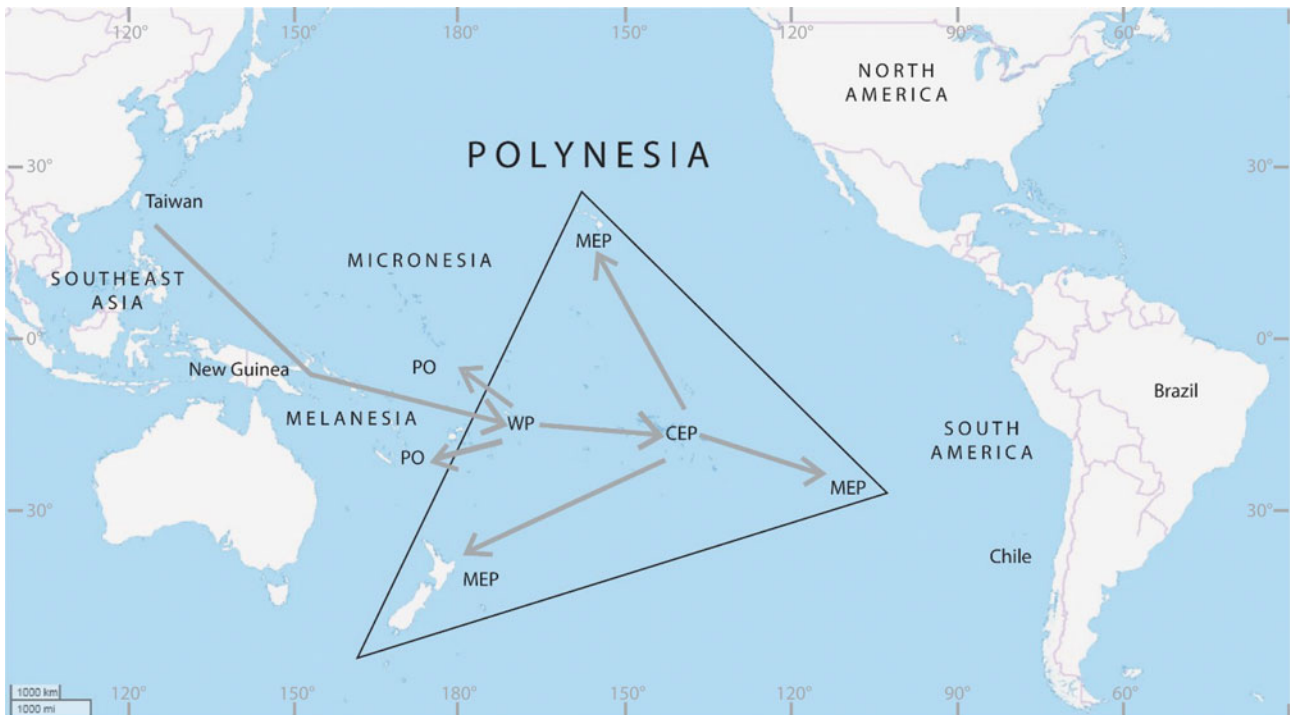 120° 150° 180° 150° 120° 90° 60°
NORTH
AMERICA
POLYNESIA
30° 30°
Taiwan
MEP
MICRONESIA
SOUTHEAST
ASIA
0° 0°
New Guinea
PO
Brazil
MELANESIA
WP
CEP
SOUTH
AMERICA
PO
MEP
30° 30°
Chile
MEP
1000 km
1000 mi
120° 150° 180° 150° 120° 90° 60°